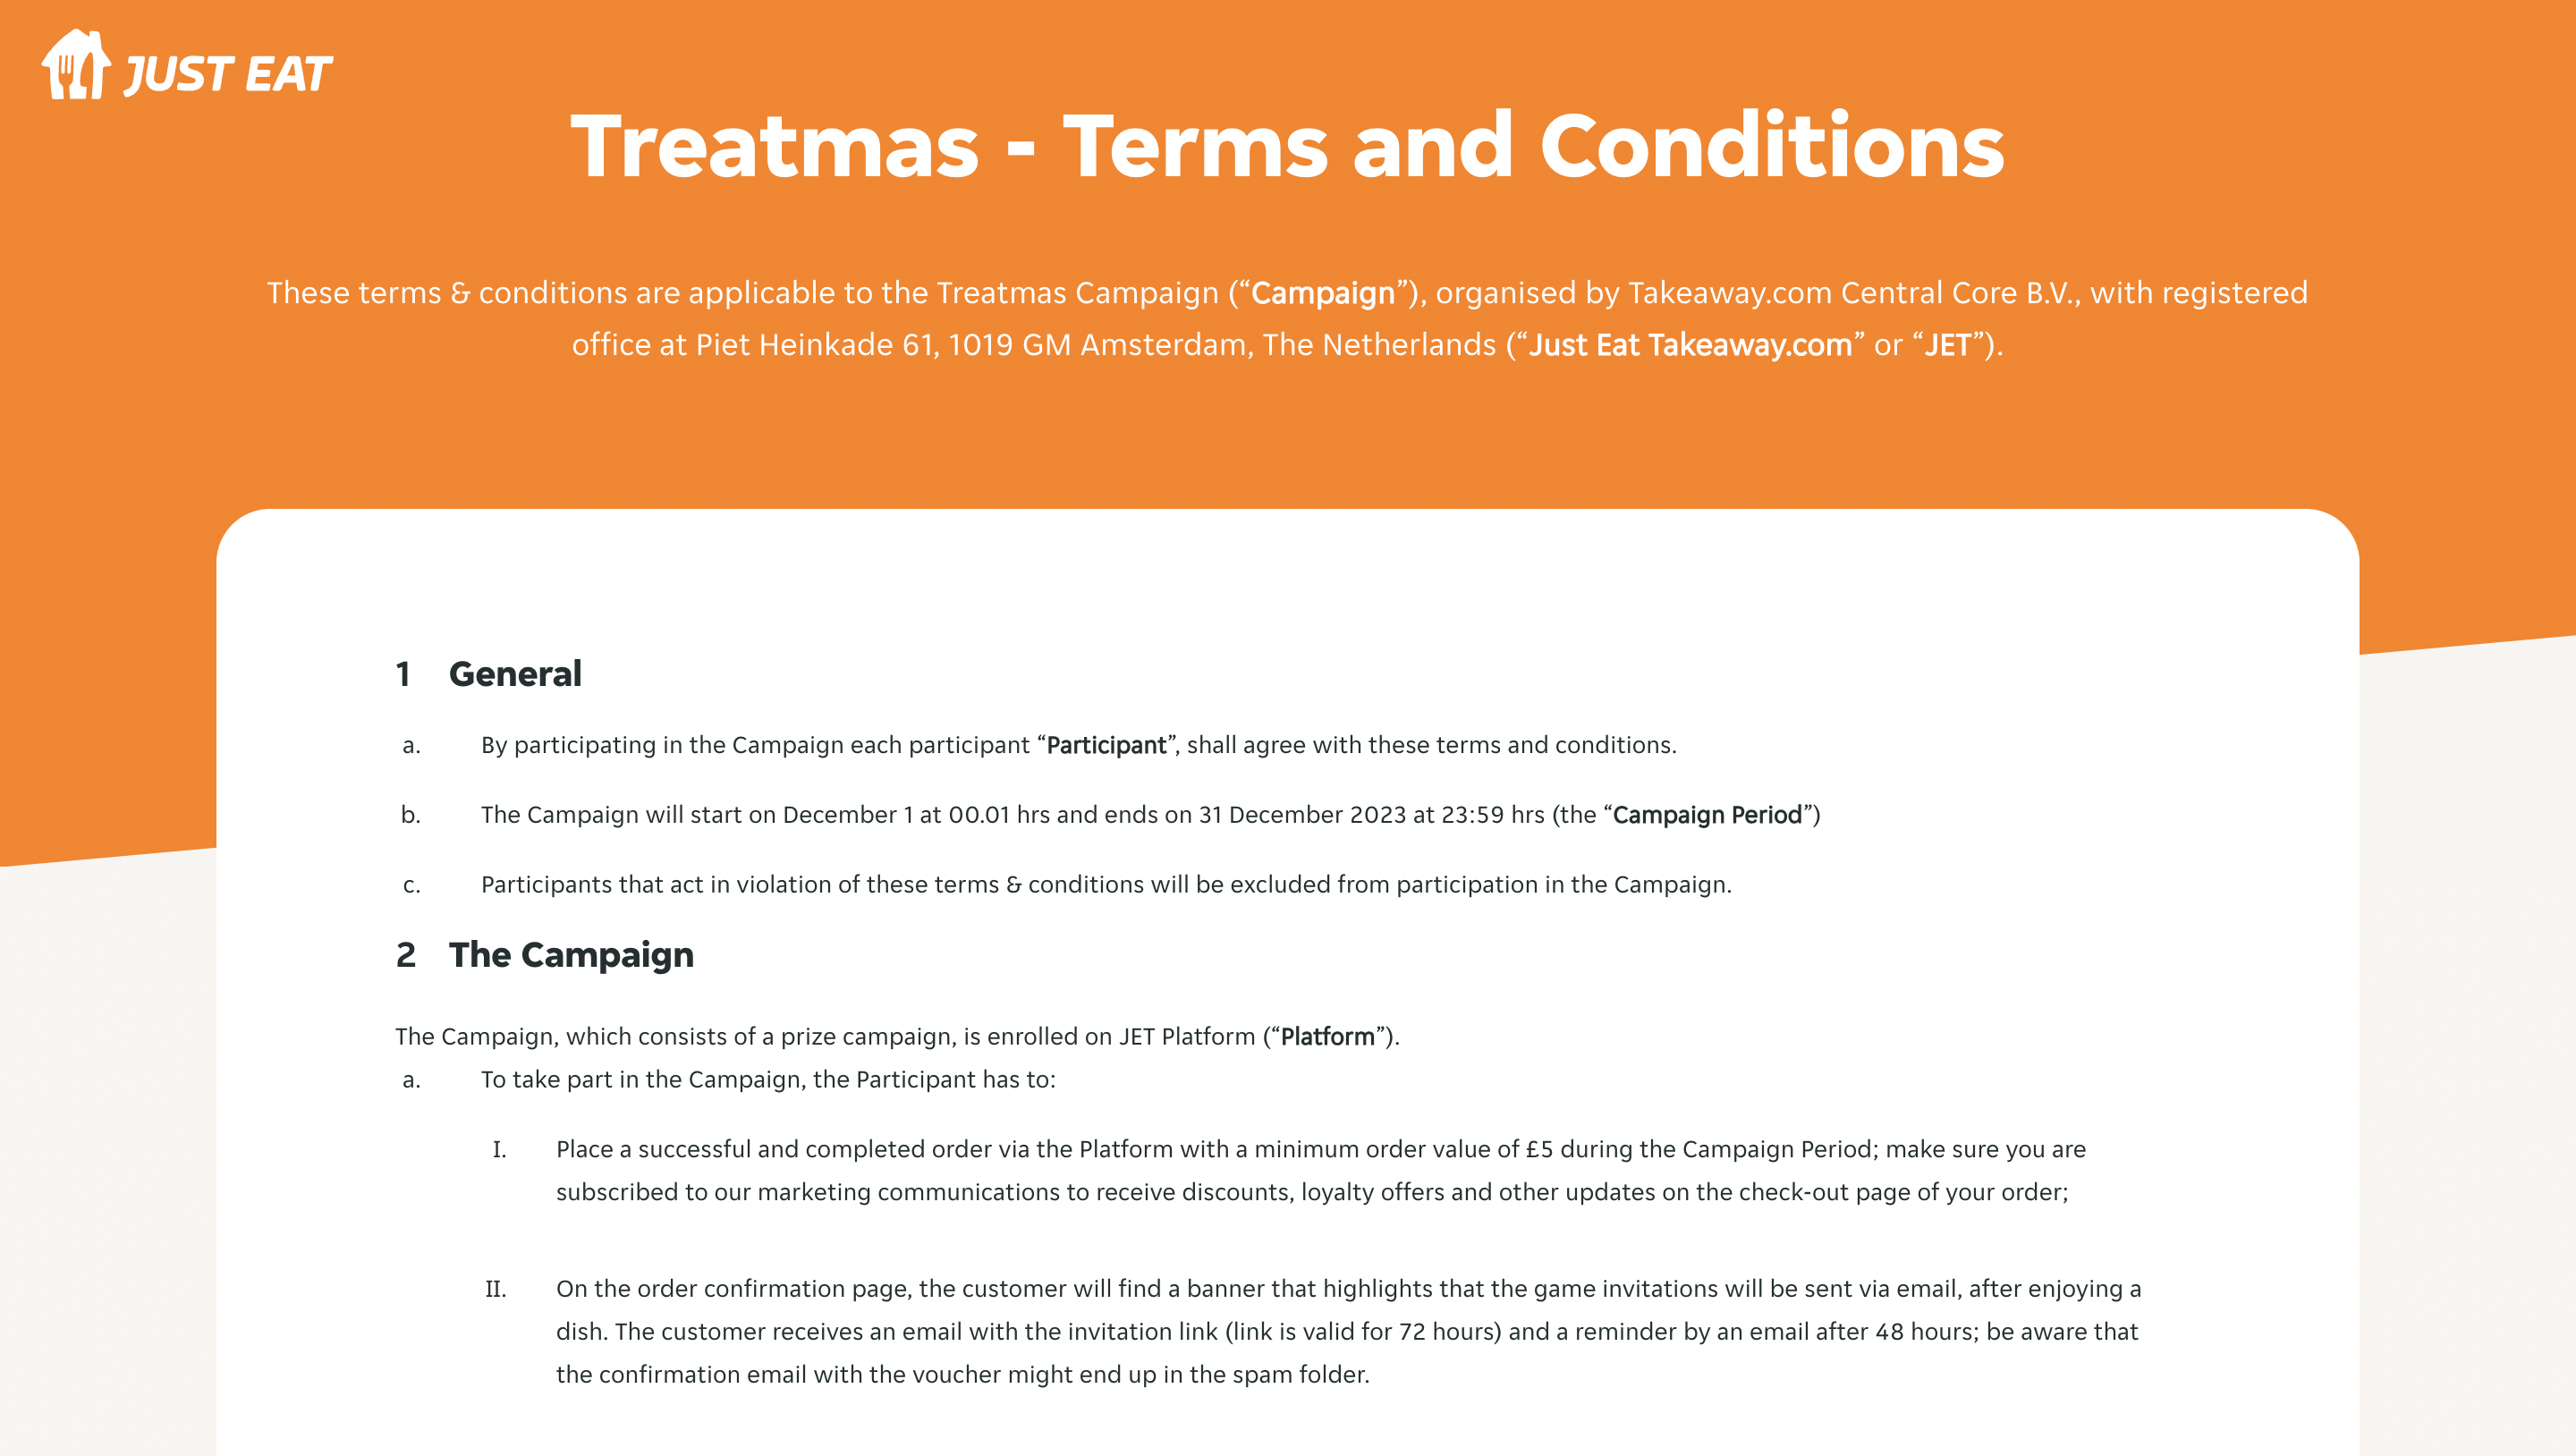 JUST EAT
Treatmas - Terms and Conditions
These terms & conditions are applicable to the Treatmas Campaign (“Campaign”), organised by Takeaway.com Central Core B.V., with registered
office at Piet Heinkade 61, 1019 GM Amsterdam, The Netherlands (“Just Eat Takeaway.com” or “JET”).
1 General
a. By participating in the Campaign each participant “Participant”, shall agree with these terms and conditions.
b. The Campaign will start on December 1 at 00.01 hrs and ends on 31 December 2023 at 23:59 hrs (the “Campaign Period”)
c. Participants that act in violation of these terms & conditions will be excluded from participation in the Campaign.
2 The Campaign
The Campaign, which consists of a prize campaign, is enrolled on JET Platform (“Platform”).
a. To take part in the Campaign, the Participant has to:
I. Place a successful and completed order via the Platform with a minimum order value of £5 during the Campaign Period; make sure you are
subscribed to our marketing communications to receive discounts, loyalty offers and other updates on the check-out page of your order;
II. On the order confirmation page, the customer will find a banner that highlights that the game invitations will be sent via email, after enjoying a
dish. The customer receives an email with the invitation link (link is valid for 72 hours) and a reminder by an email after 48 hours; be aware that
the confirmation email with the voucher might end up in the spam folder.